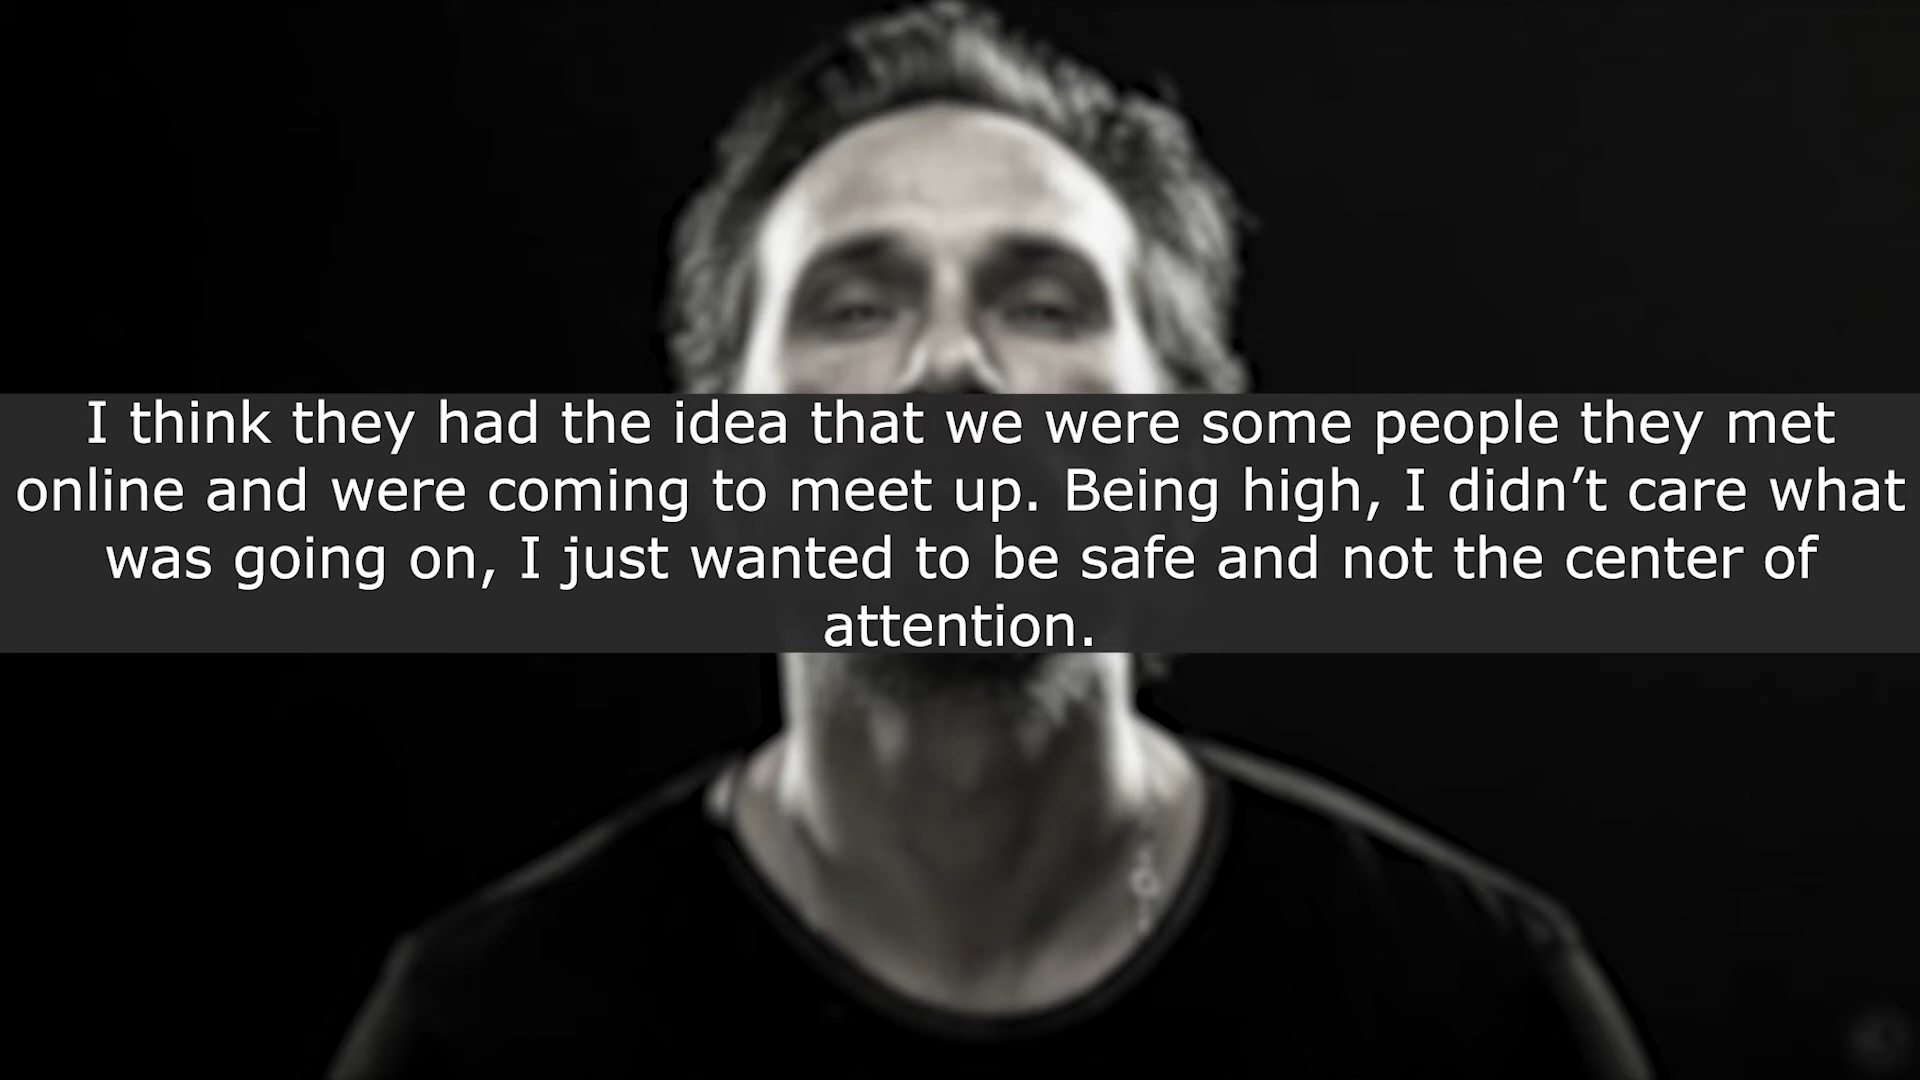 I think they had the idea that we were some people they met
online and were coming to meet up. Being high, I didn’t care what
was going on, I just wanted to be safe and not the center of
attention.